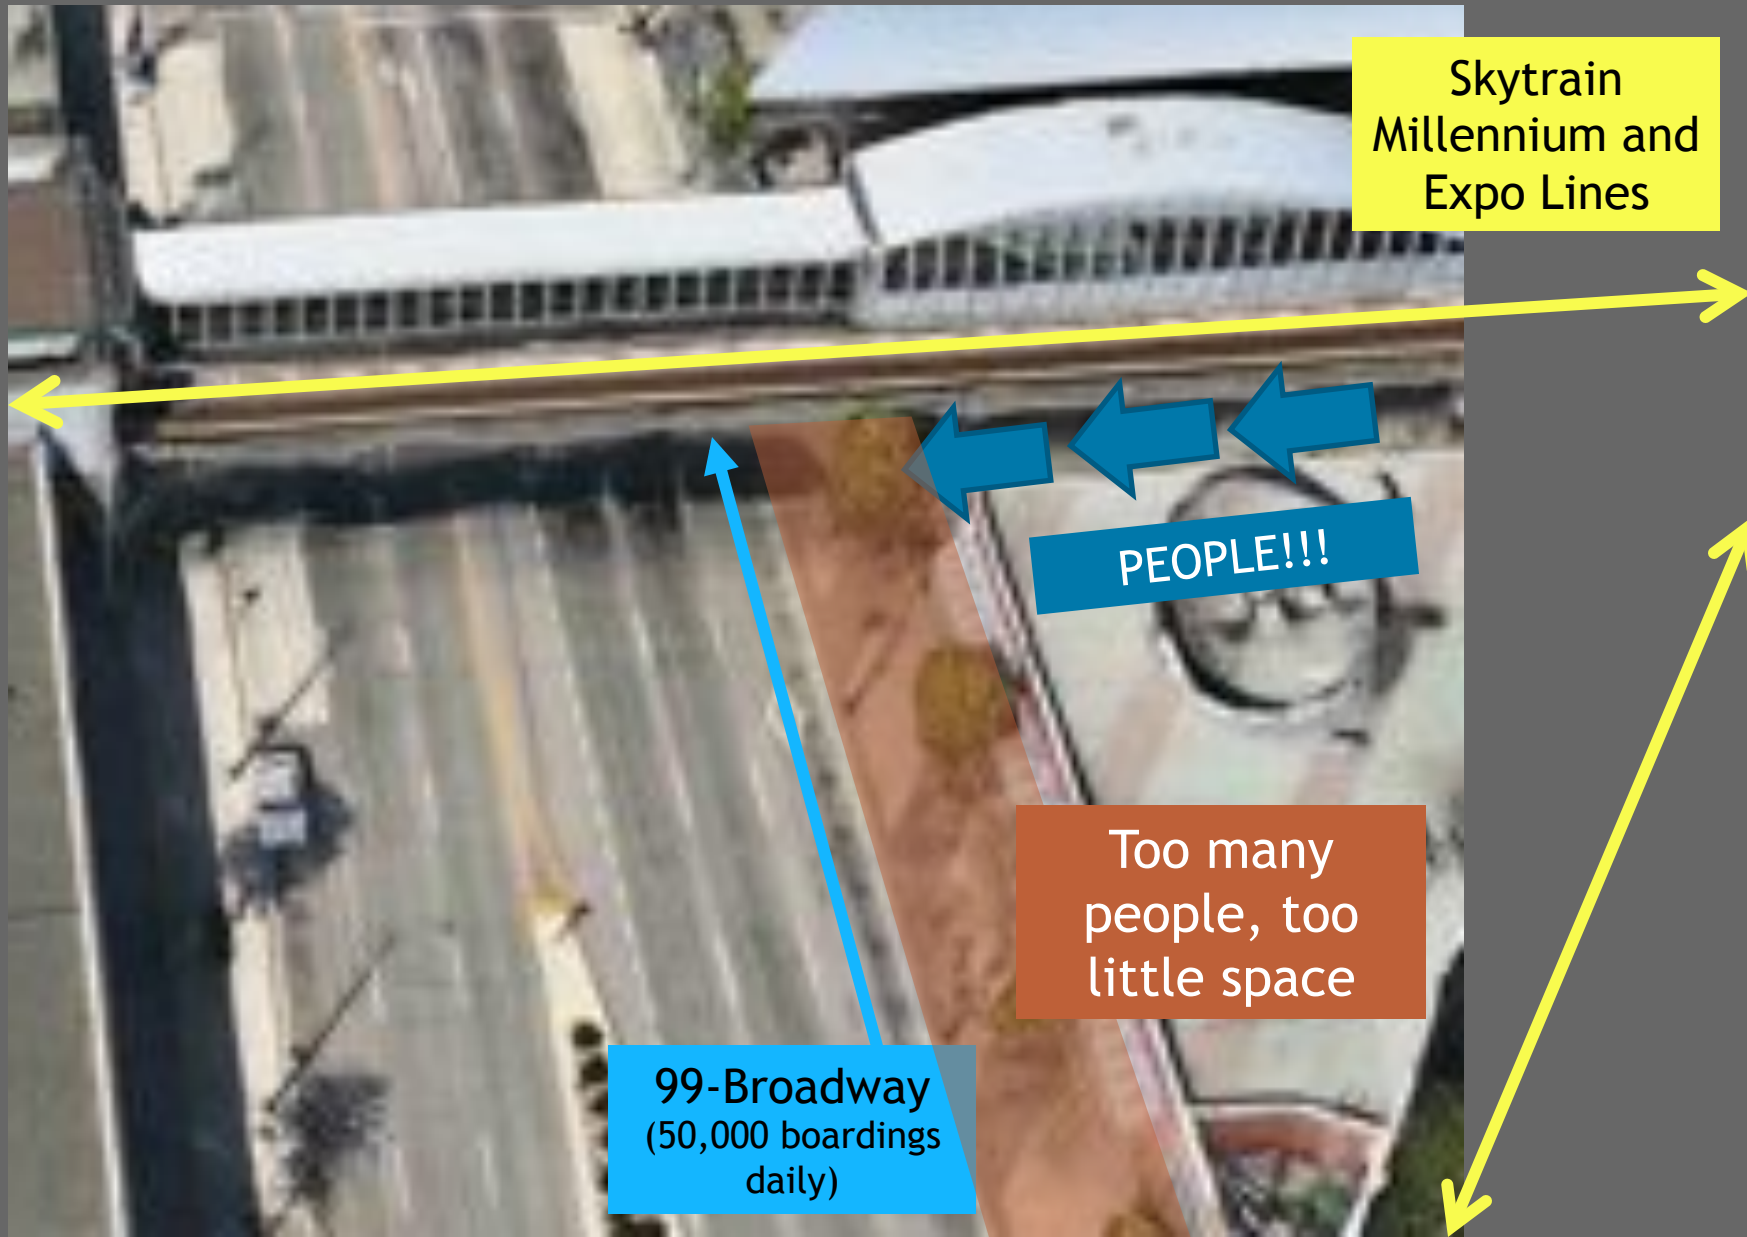 Skytrain
Millennium and
Expo Lines
PEOPLE!!!
Too many
people, too
little space
99-Broadway
(50,000 boardings
daily)